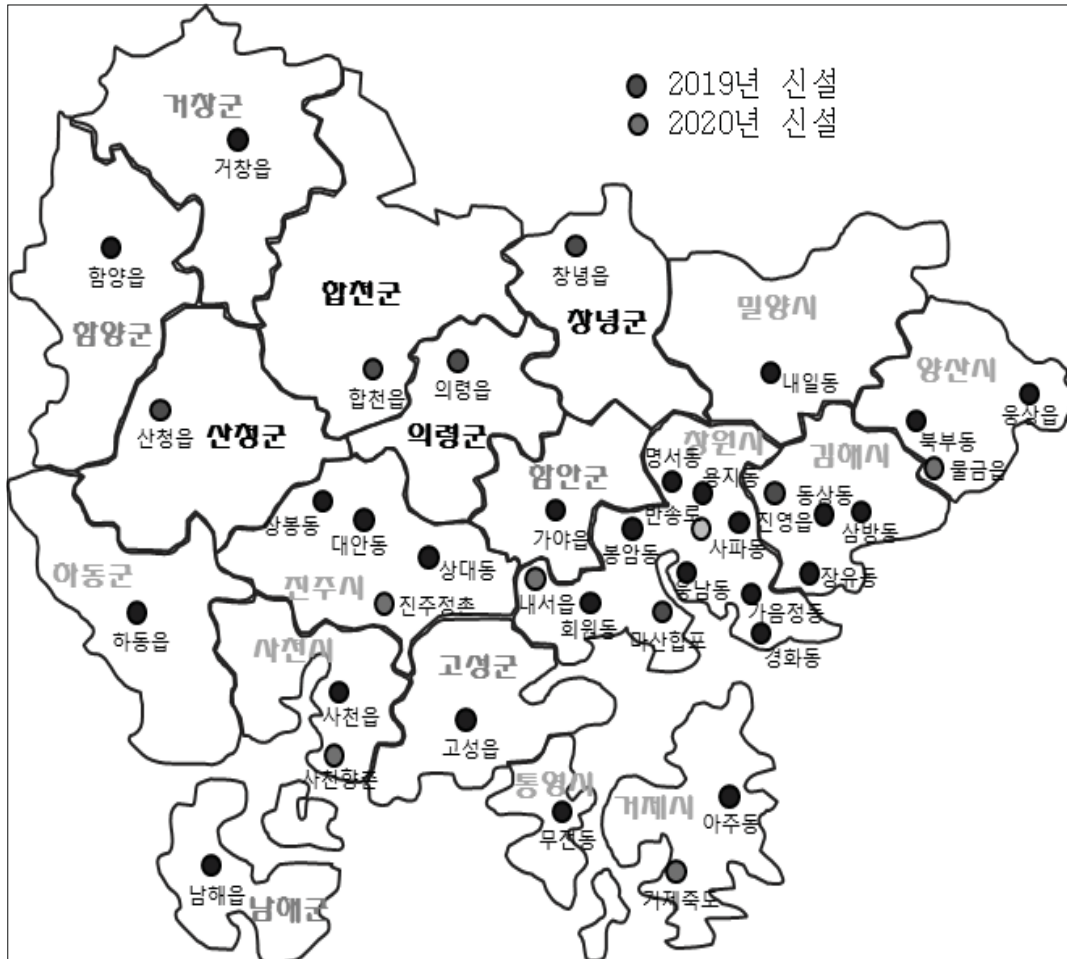 2019년 신설
2020년 신설
거창군
거창읍
함양읍
함양군
합천군
합천읍
창녕읍
창녕군
밀양시
내일동
양산시
웅상읍
북부동
물금읍
의령읍
의령군
산청읍
산청군
함안군
가야읍
창원시
명서동
용지동
반송로
사파동
봉암동
웅남동
가음정동
경화동
내서읍
회원동
마산합포
김해시
동상동
진영읍
삼방동
장유동
상봉동
대안동
상대동
진주시
진주정촌
하동군
하동읍
사천시
사천읍
사천향촌
고성군
고성읍
통영시
무전동
거제시
아주동
거제죽도
남해읍
남해군